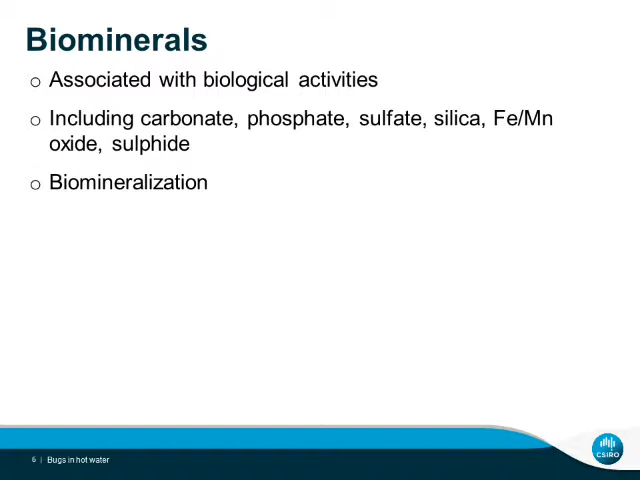 Biominerals
o Associated with biological activities
o Including carbonate, phosphate, sulfate, silica, Fe/Mn
oxide, sulphide
o Biomineralization
6 | Bugs in hot water
CSIRO